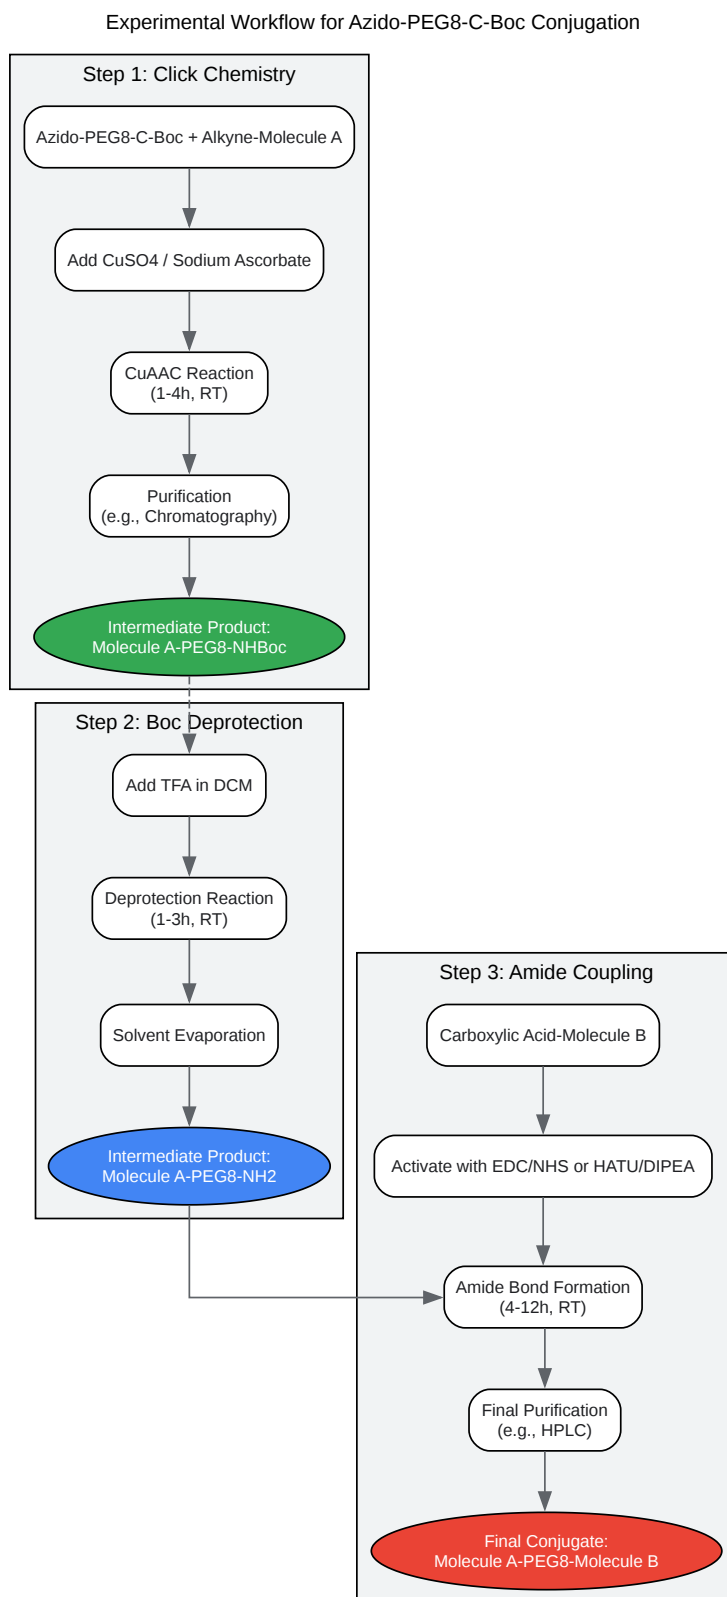 Experimental Workflow for Azido-PEG8-C-Boc Conjugation
Step 1: Click Chemistry
Azido-PEG8-C-Boc + Alkyne-Molecule A
Add CuSO4 / Sodium Ascorbate
CuAAC Reaction
(1-4h, RT)
Purification
(e.g., Chromatography)
Intermediate Product:
Molecule A-PEG8-NHBoc
Step 2: Boc Deprotection
Add TFA in DCM
Deprotection Reaction
(1-3h, RT)
Solvent Evaporation
Intermediate Product:
Molecule A-PEG8-NH2
Step 3: Amide Coupling
Carboxylic Acid-Molecule B
Activate with EDC/NHS or HATU/DIPEA
Amide Bond Formation
(4-12h, RT)
Final Purification
(e.g., HPLC)
Final Conjugate:
Molecule A-PEG8-Molecule B